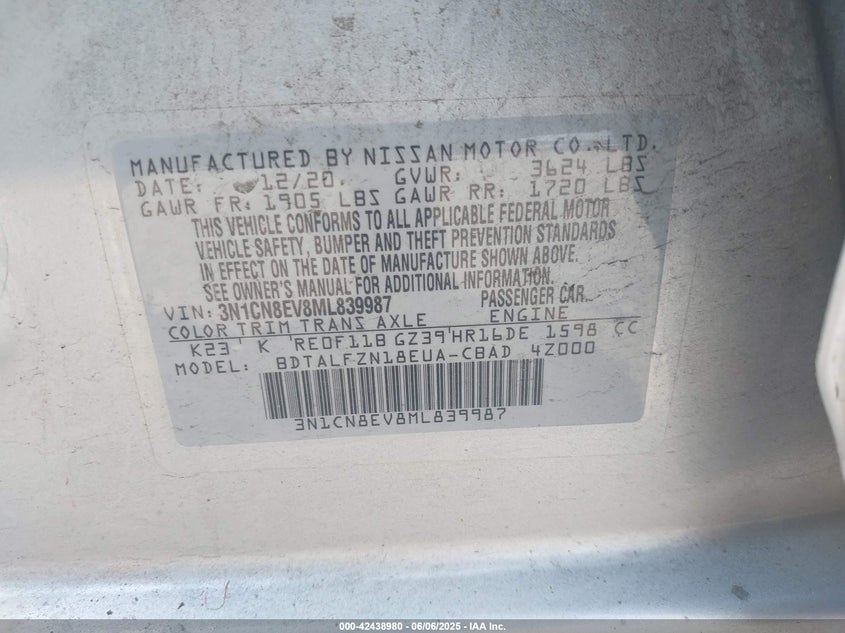 MANUFACTURED BY NISSAN MOTOR CO., LTD.
DATE: 12/20. GVWR: 3624 LBS
GAWR FR: 1905 LBS GAWR RR: 1720 LBS
THIS VEHICLE CONFORMS TO ALL APPLICABLE FEDERAL MOTOR
VEHICLE SAFETY, BUMPER AND THEFT PREVENTION STANDARDS
IN EFFECT ON THE DATE OF MANUFACTURE SHOWN ABOVE.
SEE OWNER'S MANUAL FOR ADDITIONAL INFORMATION.
VIN: 3N1CN8EV8ML839987 PASSENGER CAR
COLOR TRIM TRANS AXLE ENGINE
K23 K RE0F11B GZ39 HR16DE 1598 CC
MODEL: BDTALFZN18EUA-CBAD 4Z000
3N1CN8EV8ML839987
000-42438980 - 06/06/2025 - IAA Inc.